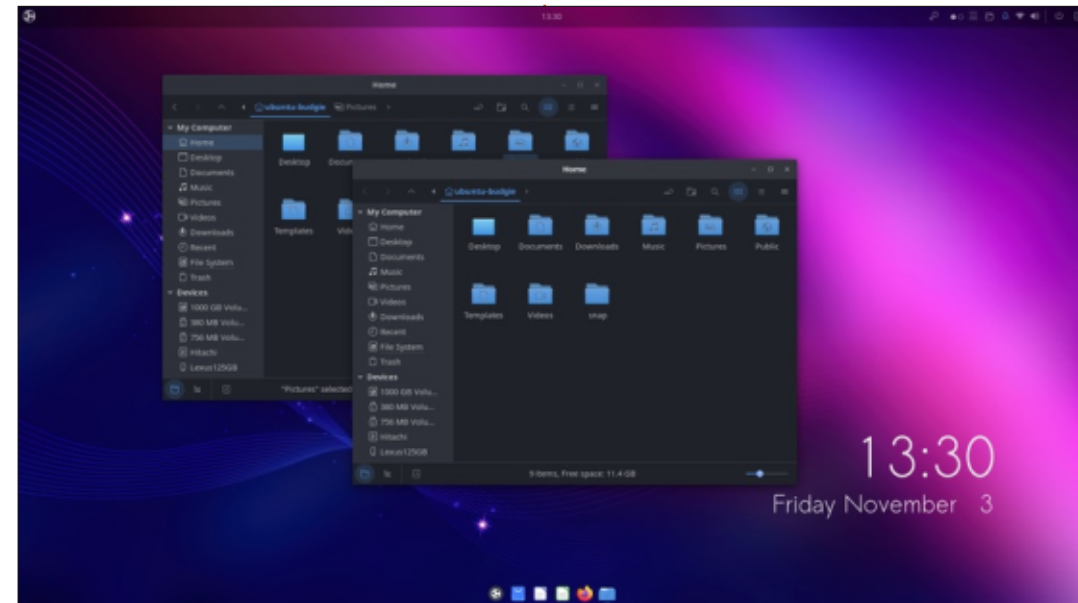 13:30
Home
ubuntu-budgie Pictures
My Computer
Home
Desktop
Documents
Music
Pictures
Videos
Downloads
Recent
File System
Trash
Devices
1000 GB Volu...
380 MB Volu...
756 MB Volu...
Hitachi
Lexus125GB
Desktop
Templates
"Pictures" selected
Home
ubuntu-budgie
My Computer
Home
Desktop
Documents
Music
Pictures
Videos
Downloads
Recent
File System
Trash
Devices
1000 GB Volu...
380 MB Volu...
756 MB Volu...
Hitachi
Lexus125GB
Desktop Documents Downloads Music Pictures Public
Templates Videos snap
9 items, Free space: 11.4 GB
13:30
Friday November 3